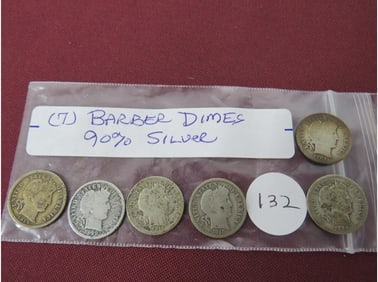 (7) BARBER DIMES
90% SILVER
132